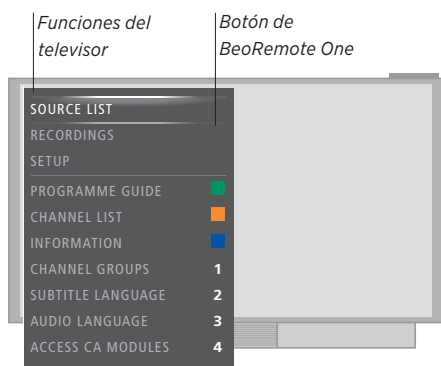 Funciones del
televisor
Botón de
BeoRemote One
SOURCE LIST
RECORDINGS
SETUP
PROGRAMME GUIDE
CHANNEL LIST
INFORMATION
CHANNEL GROUPS 1
SUBTITLE LANGUAGE 2
AUDIO LANGUAGE 3
ACCESS CA MODULES 4